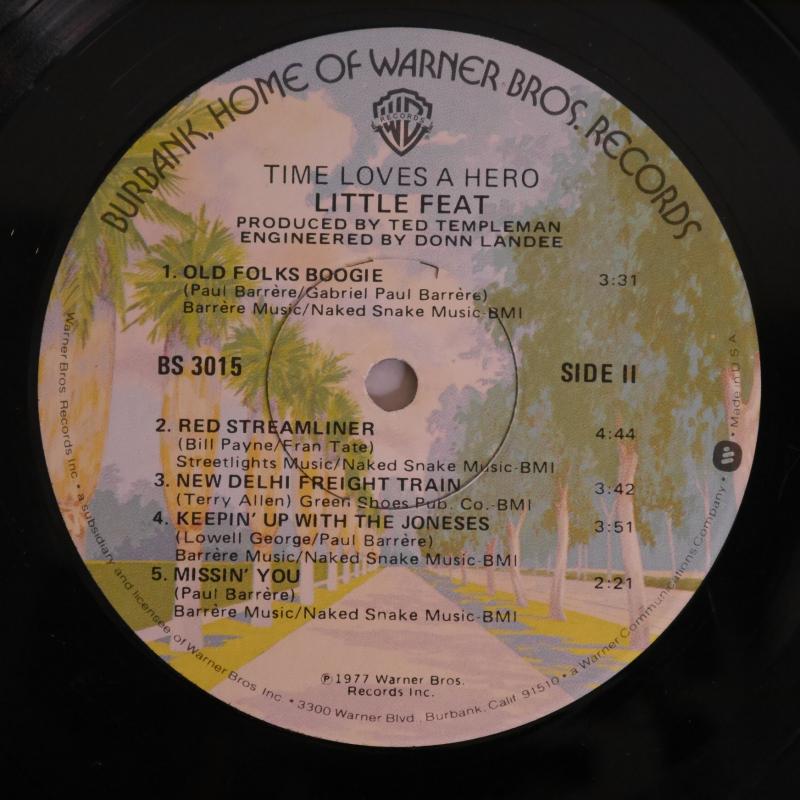 BURBANK, HOME OF WARNER BROS. RECORDS
WB
RECORDS
TIME LOVES A HERO
LITTLE FEAT
PRODUCED BY TED TEMPLEMAN
ENGINEERED BY DONN LANDEE
1. OLD FOLKS BOOGIE 3:31
(Paul Barrère/Gabriel Paul Barrère)
Barrère Music/Naked Snake Music-BMI
BS 3015 SIDE II
2. RED STREAMLINER 4:44
(Bill Payne/Fran Tate)
Streetlights Music/Naked Snake Music-BMI
3. NEW DELHI FREIGHT TRAIN 3:42
(Terry Allen) Green Shoes Pub. Co.-BMI
4. KEEPIN' UP WITH THE JONESES 3:51
(Lowell George/Paul Barrère)
Barrère Music/Naked Snake Music-BMI
5. MISSIN' YOU 2:21
(Paul Barrère)
Barrère Music/Naked Snake Music-BMI
℗1977 Warner Bros.
Records Inc.
Warner Bros Records Inc • a subsidiary and licensee of Warner Bros Inc • 3300 Warner Blvd., Burbank, Calif. 91510 • a Warner Communications Company • Made in U S A